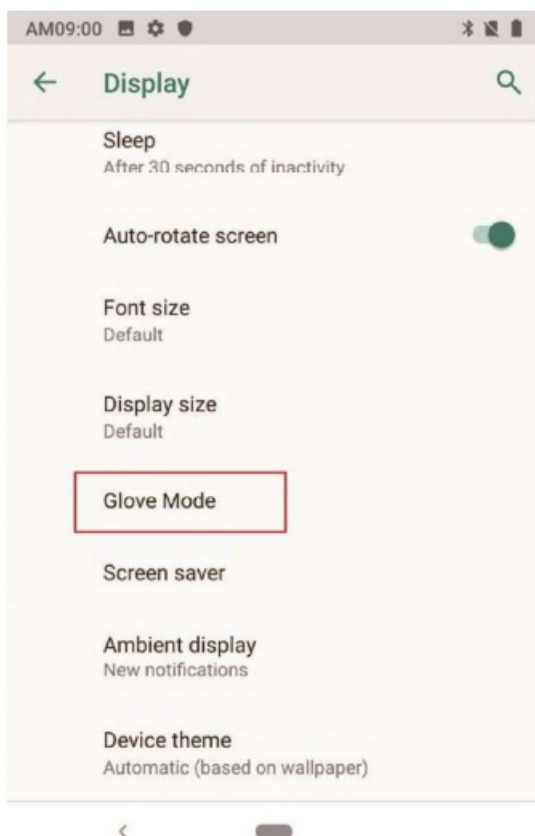 AM09:00
Display
Sleep
After 30 seconds of inactivity
Auto-rotate screen
Font size
Default
Display size
Default
Glove Mode
Screen saver
Ambient display
New notifications
Device theme
Automatic (based on wallpaper)